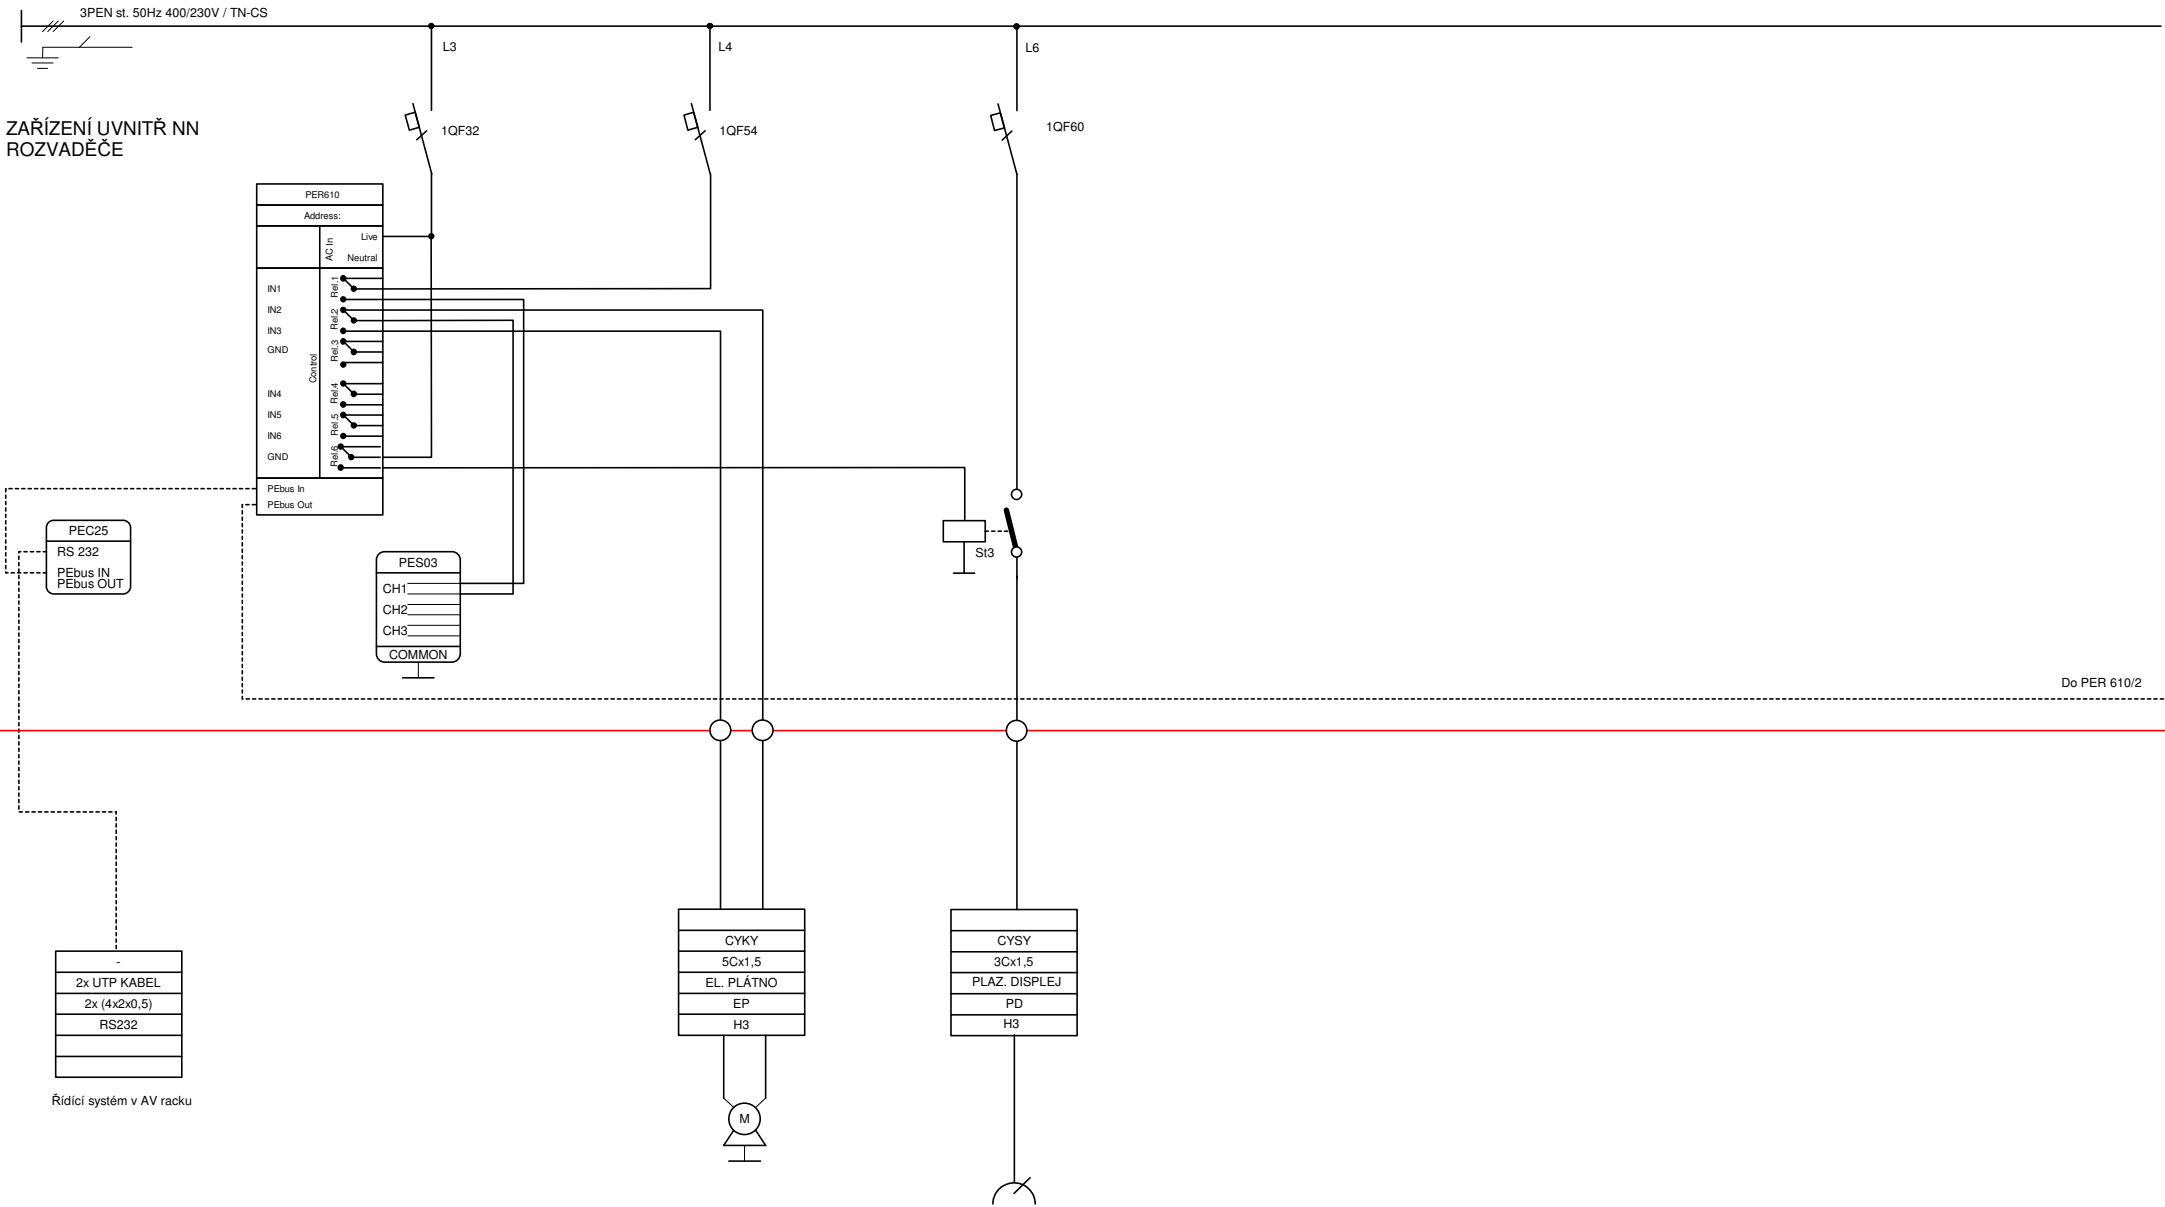 3PEN st. 50Hz 400/230V / TN-CS
L3
L4
L6
ZAŘÍZENÍ UVNITŘ NN
ROZVADĚČE
1QF32
1QF54
1QF60
PER610
Address:
AC In
Live
Neutral
Control
IN1
IN2
IN3
GND
IN4
IN5
IN6
GND
Rel.1
Rel.2
Rel.3
Rel.4
Rel.5
Rel.6
PEbus In
PEbus Out
PEC25
RS 232
PEbus IN
PEbus OUT
PES03
CH1
CH2
CH3
COMMON
St3
Do PER 610/2
-
2x UTP KABEL
2x (4x2x0,5)
RS232
Řídící systém v AV racku
CYKY
5Cx1,5
EL. PLÁTNO
EP
H3
M
CYSY
3Cx1,5
PLAZ. DISPLEJ
PD
H3